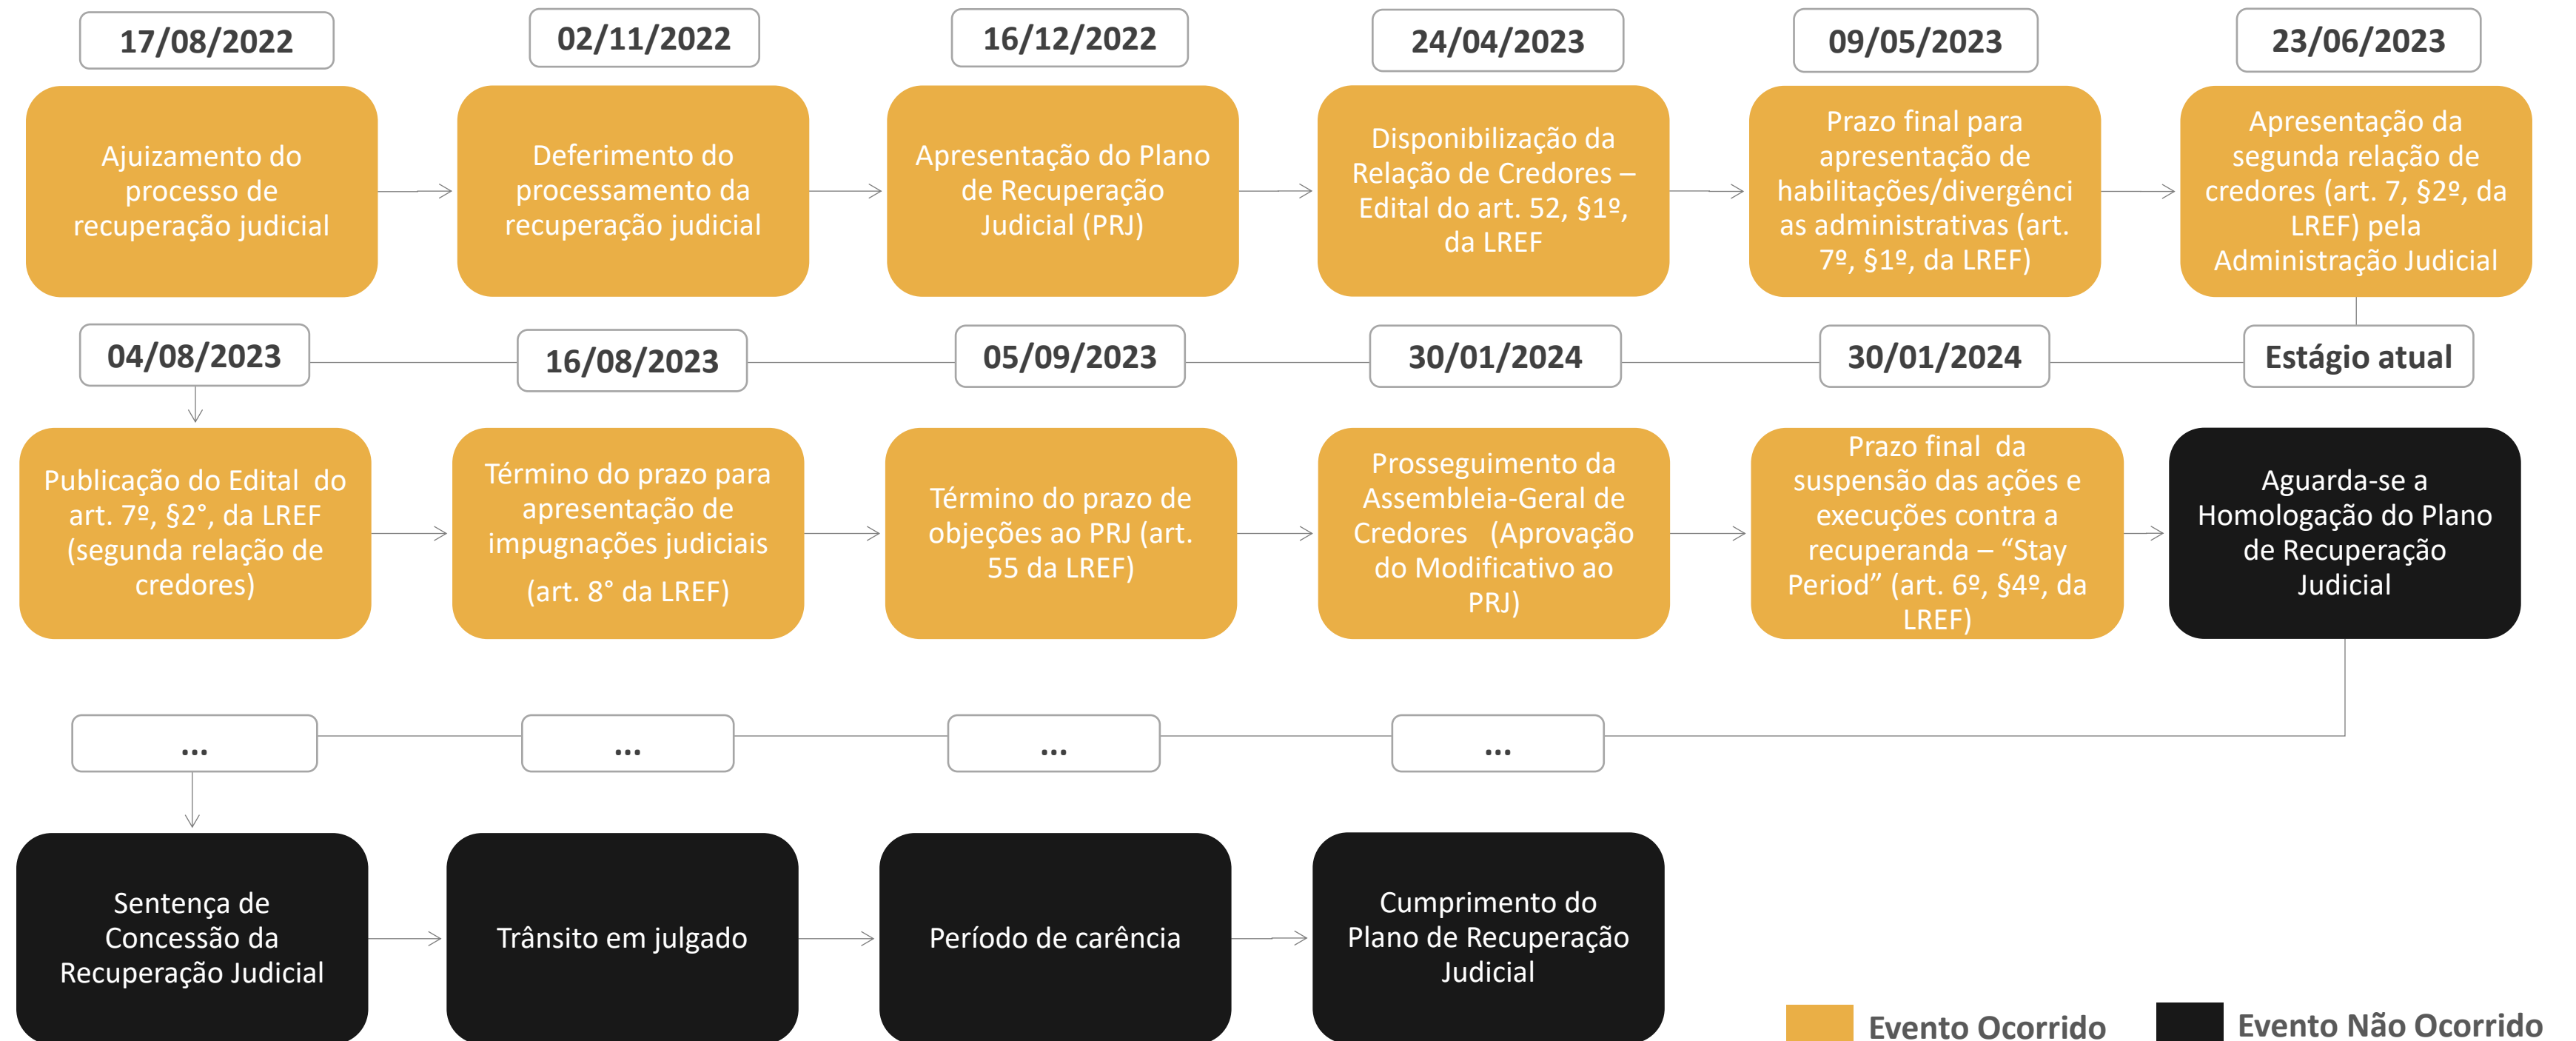 17/08/2022
02/11/2022
16/12/2022
24/04/2023
09/05/2023
23/06/2023
Ajuizamento do
processo de
recuperação judicial
Deferimento do
processamento da
recuperação judicial
Apresentação do Plano
de Recuperação
Judicial (PRJ)
Disponibilização da
Relação de Credores –
Edital do art. 52, §1º,
da LREF
Prazo final para
apresentação de
habilitações/divergênci
as administrativas (art.
7º, §1º, da LREF)
Apresentação da
segunda relação de
credores (art. 7, §2º, da
LREF) pela
Administração Judicial
04/08/2023
16/08/2023
05/09/2023
30/01/2024
30/01/2024
Estágio atual
Publicação do Edital do
art. 7º, §2°, da LREF
(segunda relação de
credores)
Término do prazo para
apresentação de
impugnações judiciais
(art. 8° da LREF)
Término do prazo de
objeções ao PRJ (art.
55 da LREF)
Prosseguimento da
Assembleia-Geral de
Credores (Aprovação
do Modificativo ao
PRJ)
Prazo final da
suspensão das ações e
execuções contra a
recuperanda – “Stay
Period” (art. 6º, §4º, da
LREF)
Aguarda-se a
Homologação do Plano
de Recuperação
Judicial
...
...
...
...
Sentença de
Concessão da
Recuperação Judicial
Trânsito em julgado
Período de carência
Cumprimento do
Plano de Recuperação
Judicial
Evento Ocorrido
Evento Não Ocorrido